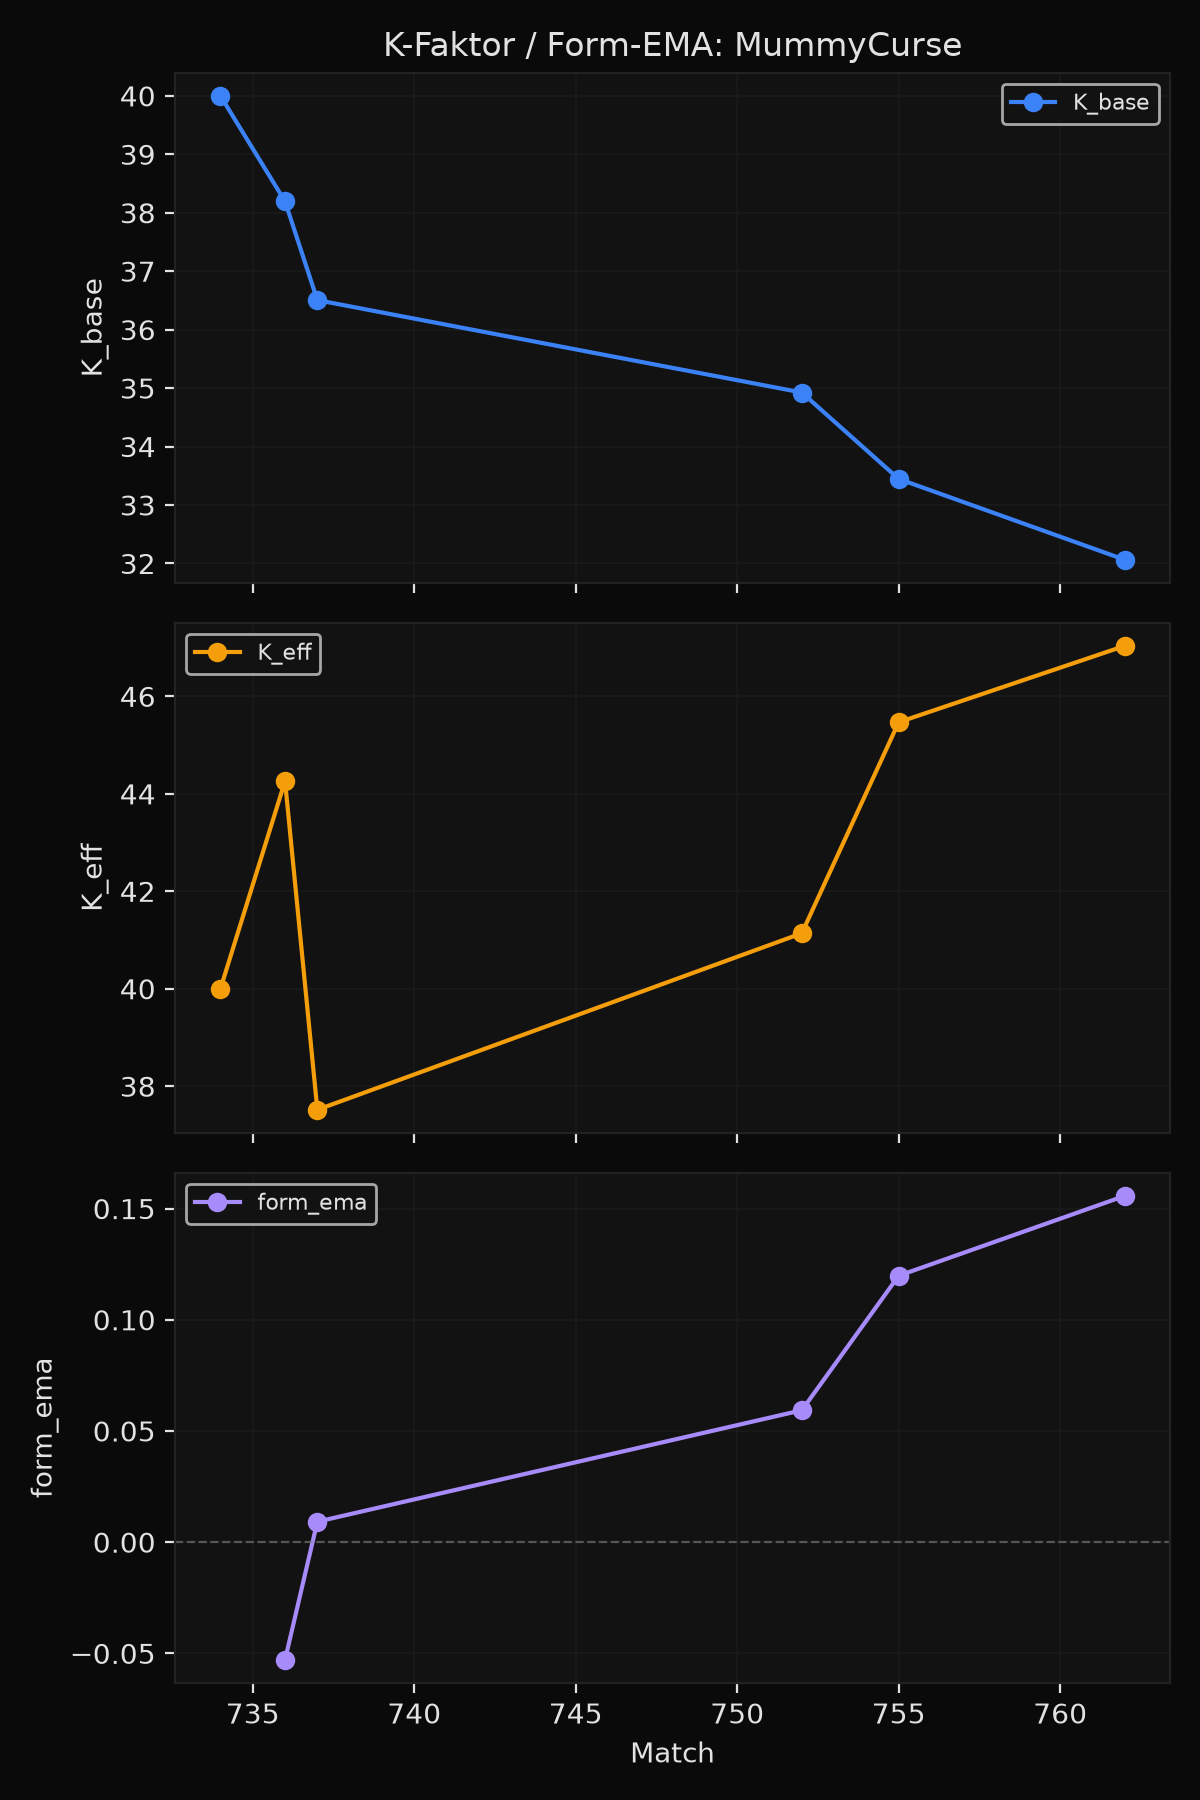 K-Faktor / Form-EMA: MummyCurse
K_base
40
39
38
37
36
35
34
33
32
K_base
K_eff
46
44
42
40
38
K_eff
form_ema
0.15
0.10
0.05
0.00
−0.05
form_ema
735 740 745 750 755 760
Match